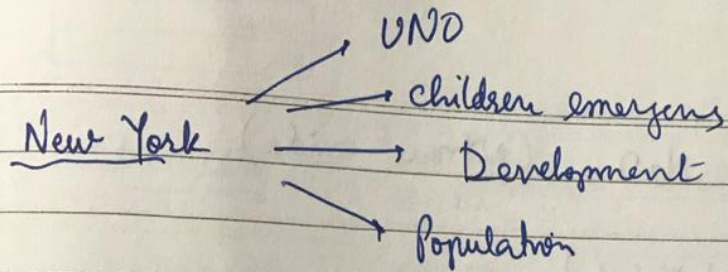 UNO
children emergens
New York
Development
Population